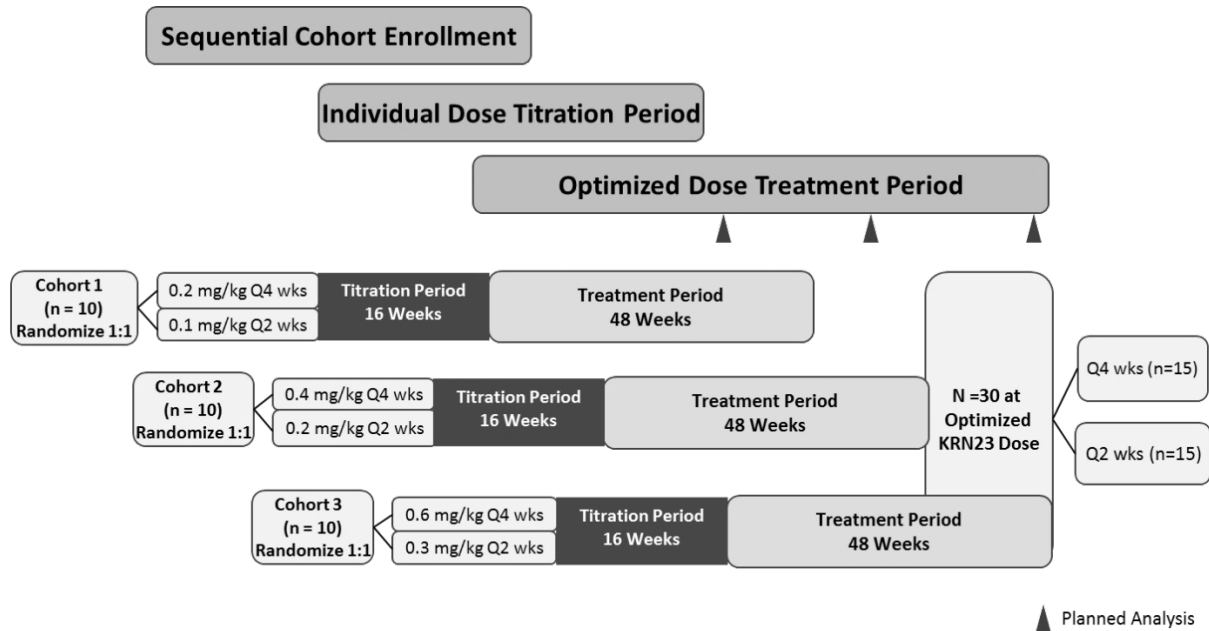 Sequential Cohort Enrollment
Individual Dose Titration Period
Optimized Dose Treatment Period
Cohort 1
(n = 10)
Randomize 1:1
0.2 mg/kg Q4 wks
0.1 mg/kg Q2 wks
Titration Period
16 Weeks
Treatment Period
48 Weeks
Cohort 2
(n = 10)
Randomize 1:1
0.4 mg/kg Q4 wks
0.2 mg/kg Q2 wks
Titration Period
16 Weeks
Treatment Period
48 Weeks
Cohort 3
(n = 10)
Randomize 1:1
0.6 mg/kg Q4 wks
0.3 mg/kg Q2 wks
Titration Period
16 Weeks
Treatment Period
48 Weeks
N =30 at
Optimized
KRN23 Dose
Q4 wks (n=15)
Q2 wks (n=15)
Planned Analysis